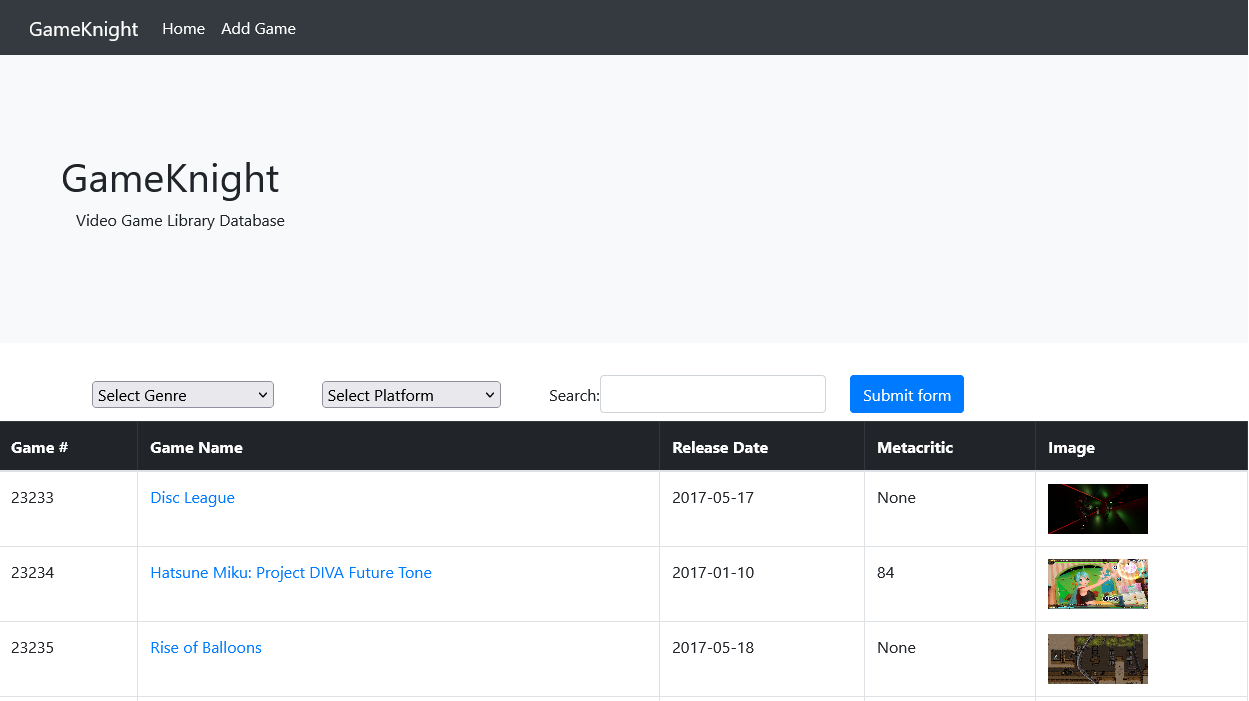 GameKnight Home Add Game
GameKnight
Video Game Library Database
Select Genre Select Platform Search: Submit form
Game # Game Name Release Date Metacritic Image
23233 Disc League 2017-05-17 None
23234 Hatsune Miku: Project DIVA Future Tone 2017-01-10 84
23235 Rise of Balloons 2017-05-18 None